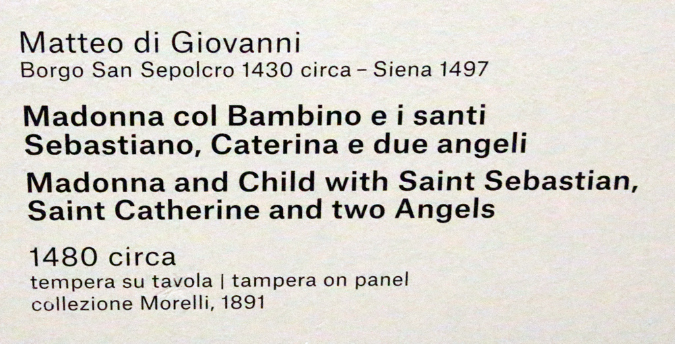 Matteo di Giovanni
Borgo San Sepolcro 1430 circa – Siena 1497
Madonna col Bambino e i santi
Sebastiano, Caterina e due angeli
Madonna and Child with Saint Sebastian,
Saint Catherine and two Angels
1480 circa
tempera su tavola | tampera on panel
collezione Morelli, 1891